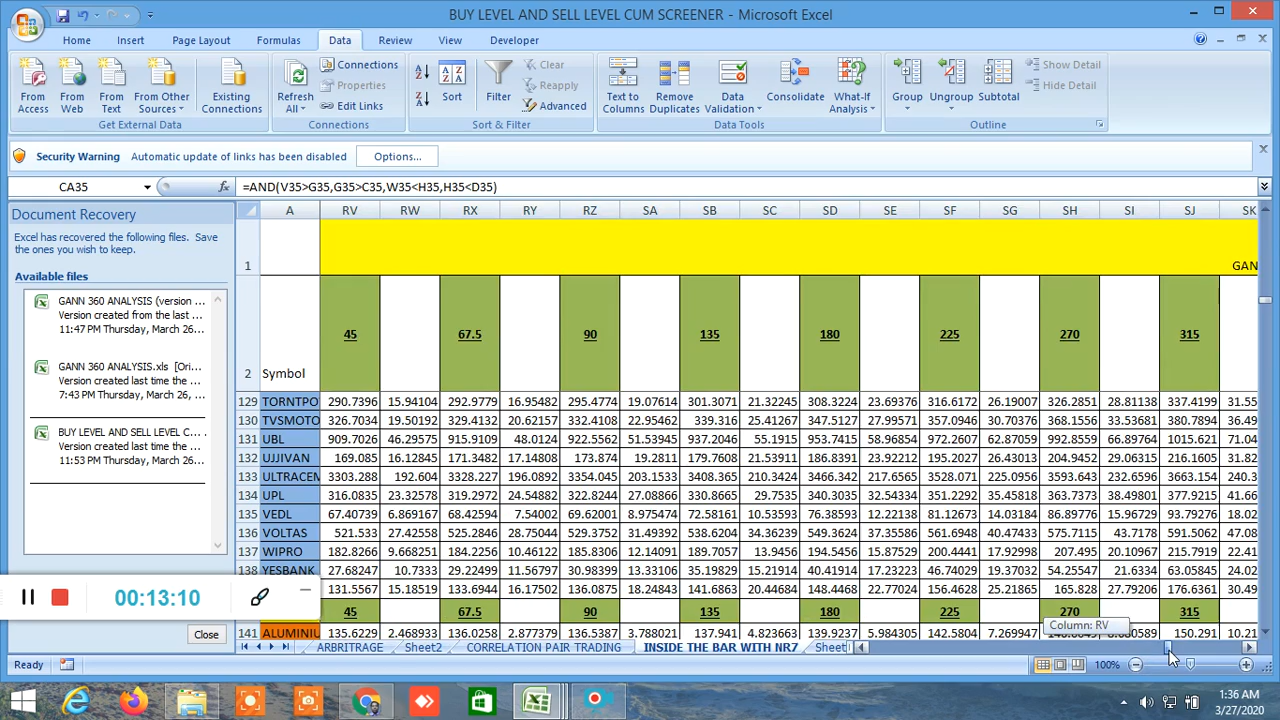 BUY LEVEL AND SELL LEVEL CUM SCREENER - Microsoft Excel
Home Insert Page Layout Formulas Data Review View Developer
From Access
From Web
From Text
From Other Sources
Existing Connections
Get External Data
Refresh All
Connections
Properties
Edit Links
Connections
Sort
Filter
Clear
Reapply
Advanced
Sort & Filter
Text to Columns
Remove Duplicates
Data Validation
Consolidate
What-If Analysis
Data Tools
Group
Ungroup
Subtotal
Show Detail
Hide Detail
Outline
Security Warning Automatic update of links has been disabled Options...
CA35 fx =AND(V35>G35,G35>C35,W35<H35,H35<D35)
Document Recovery
Excel has recovered the following files. Save the ones you wish to keep.
Available files
GANN 360 ANALYSIS (version ...
Version created from the last ...
11:47 PM Thursday, March 26...
GANN 360 ANALYSIS.xls [Ori...
Version created last time the ...
7:43 PM Thursday, March 26, ...
BUY LEVEL AND SELL LEVEL C...
Version created last time the ...
11:53 PM Thursday, March 26...
00:13:10
Close
A RV RW RX RY RZ SA SB SC SD SE SF SG SH SI SJ SK
1 GAN
2 Symbol 45 67.5 90 135 180 225 270 315
129 TORNTPO 290.7396 15.94104 292.9779 16.95482 295.4774 19.07614 301.3071 21.32245 308.3224 23.69376 316.6172 26.19007 326.2851 28.81138 337.4199 31.55
130 TVSMOTO 326.7034 19.50192 329.4132 20.62157 332.4108 22.95462 339.316 25.41267 347.5127 27.99571 357.0946 30.70376 368.1556 33.53681 380.7894 36.49
131 UBL 909.7026 46.29575 915.9109 48.0124 922.5562 51.53945 937.2046 55.1915 953.7415 58.96854 972.2607 62.87059 992.8559 66.89764 1015.621 71.04
132 UJJIVAN 169.085 16.12845 171.3482 17.14808 173.874 19.2811 179.7608 21.53909 186.8391 23.92212 195.2027 26.43013 204.9452 29.06315 216.1605 31.82
133 ULTRACEM 3303.288 192.604 3328.227 196.0892 3354.045 203.1533 3408.365 210.3424 3466.342 217.6565 3528.071 225.0956 3593.643 232.6596 3663.154 240.3
134 UPL 316.0835 23.32578 319.2972 24.54882 322.8244 27.08866 330.8665 29.7535 340.3035 32.54334 351.2292 35.45818 363.7373 38.49801 377.9215 41.66
135 VEDL 67.40739 6.869167 68.42594 7.54002 69.62001 8.975474 72.58161 10.53593 76.38593 12.22138 81.12673 14.03184 86.89776 15.96729 93.79276 18.02
136 VOLTAS 521.533 27.66435 525.2846 28.75044 529.3752 31.49392 538.6204 34.36239 549.3624 37.35586 561.6948 40.47433 575.7115 43.7178 591.5062 47.08
137 WIPRO 182.8266 9.668251 184.2256 10.46122 185.8306 12.14091 189.7057 13.9456 194.5456 15.87529 200.4441 17.92998 207.495 20.10967 215.7919 22.41
138 YESBANK 27.68247 10.7333 29.22499 11.56787 30.98399 13.33106 35.19829 15.21924 40.41914 17.23223 46.74029 19.37032 54.25547 21.6334 63.05845 24.02
131.5567 15.18519 133.6694 16.17502 136.0875 18.24843 141.6863 20.44684 148.4468 22.77024 156.4598 25.21865 165.828 27.79206 176.6361 30.49
45 67.5 90 135 180 225 270 315
141 ALUMINIU 135.6229 2.468933 136.0258 2.877379 136.5387 3.788021 137.941 4.823663 139.9237 5.984305 142.5804 7.269947 150.291 10.21
Column: RV
ARBRITRAGE Sheet2 CORRELATION PAIR TRADING INSIDE THE BAR WITH NR7 Sheet
Ready 100%
1:36 AM
3/27/2020